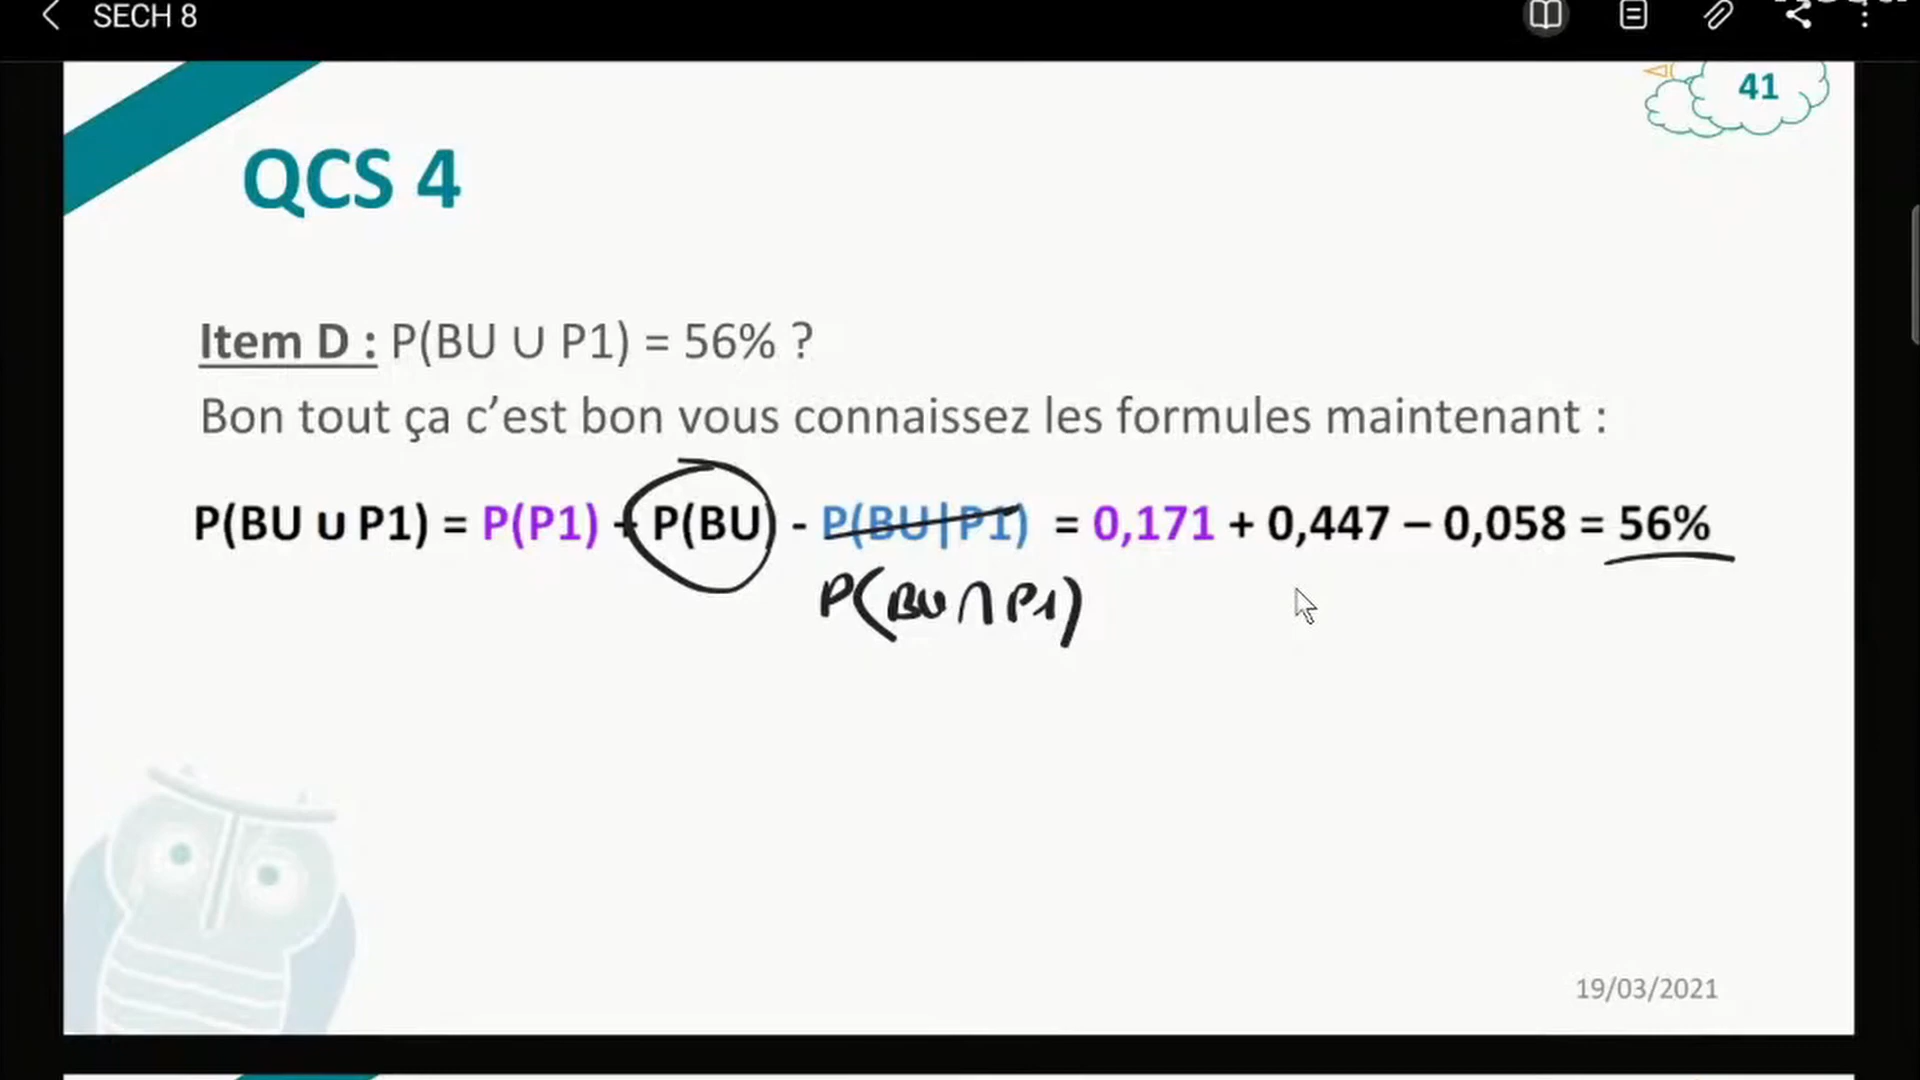 SECH 8
41
QCS 4
Item D : P(BU ∪ P1) = 56% ?
Bon tout ça c’est bon vous connaissez les formules maintenant :
P(BU ∪ P1) = P(P1) + P(BU) - P(BU|P1) = 0,171 + 0,447 – 0,058 = 56%
P(BU ∩ P1)
19/03/2021